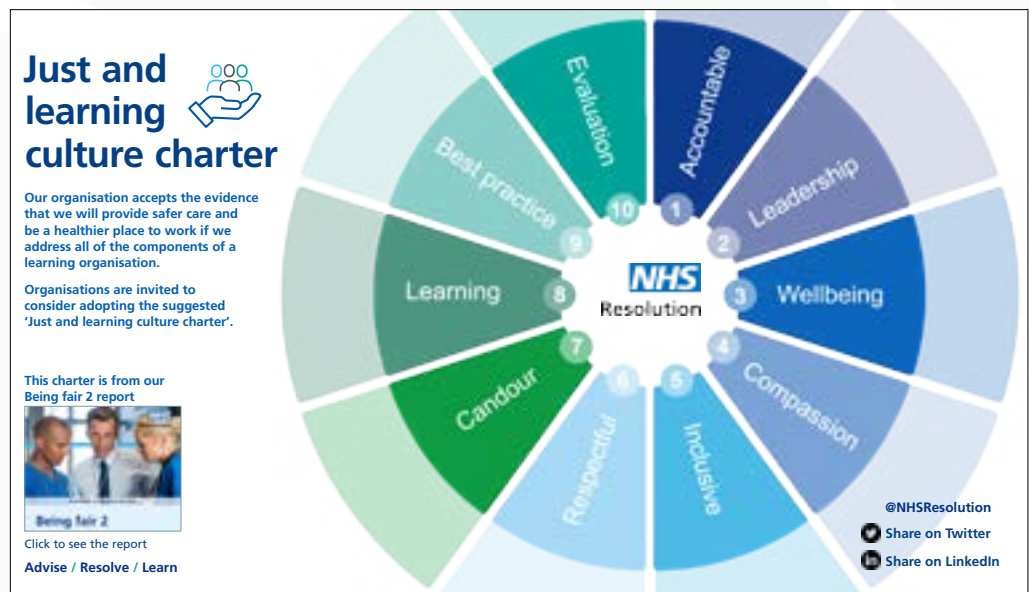 Just and
learning
culture charter
Our organisation accepts the evidence
that we will provide safer care and
be a healthier place to work if we
address all of the components of a
learning organisation.
Organisations are invited to
consider adopting the suggested
‘Just and learning culture charter’.
This charter is from our
Being fair 2 report
Being fair 2
Click to see the report
Advise / Resolve / Learn
NHS
Resolution
1
Accountable
2
Leadership
3
Wellbeing
4
Compassion
5
Inclusive
6
Respectful
7
Candour
8
Learning
9
Best practice
10
Evaluation
@NHSResolution
Share on Twitter
in
Share on LinkedIn